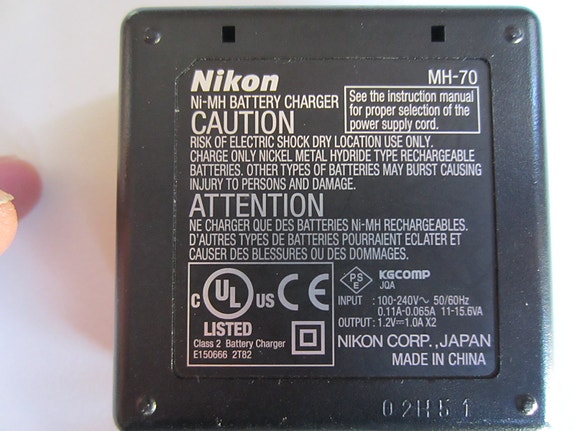 Nikon
MH-70
Ni-MH BATTERY CHARGER
See the instruction manual
for proper selection of the
power supply cord.
CAUTION
RISK OF ELECTRIC SHOCK DRY LOCATION USE ONLY.
CHARGE ONLY NICKEL METAL HYDRIDE TYPE RECHARGEABLE
BATTERIES. OTHER TYPES OF BATTERIES MAY BURST CAUSING
INJURY TO PERSONS AND DAMAGE.
ATTENTION
NE CHARGER QUE DES BATTERIES Ni-MH RECHARGEABLES.
D'AUTRES TYPES DE BATTERIES POURRAIENT ECLATER ET
CAUSER DES BLESSURES OU DES DOMMAGES.
C UL US CE
LISTED
Class 2 Battery Charger
E150666 2T82
PS E
KGCOMP
JQA
INPUT : 100-240V～ 50/60Hz
0.11A-0.065A 11-15.6VA
OUTPUT : 1.2V⎓1.0A X2
NIKON CORP.,JAPAN
MADE IN CHINA
02H51